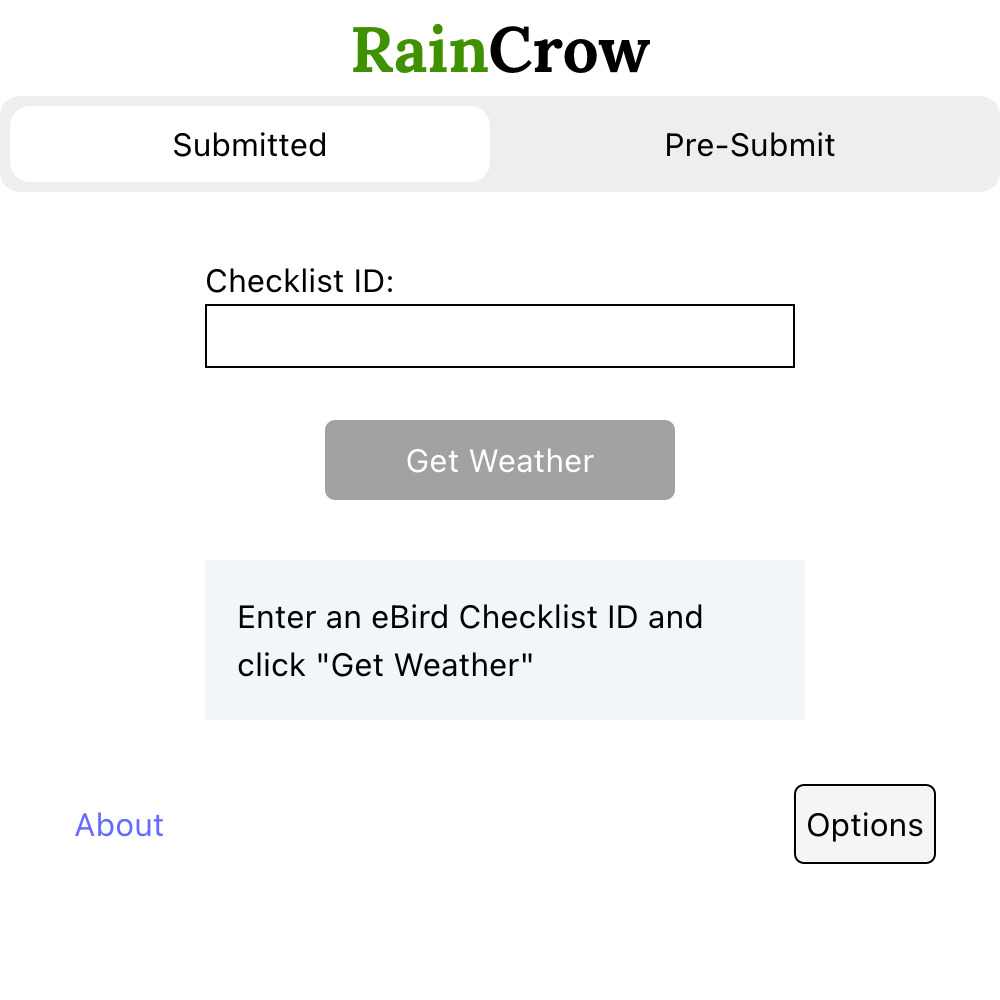 RainCrow
Submitted
Pre-Submit
Checklist ID:
Get Weather
Enter an eBird Checklist ID and
click "Get Weather"
About
Options